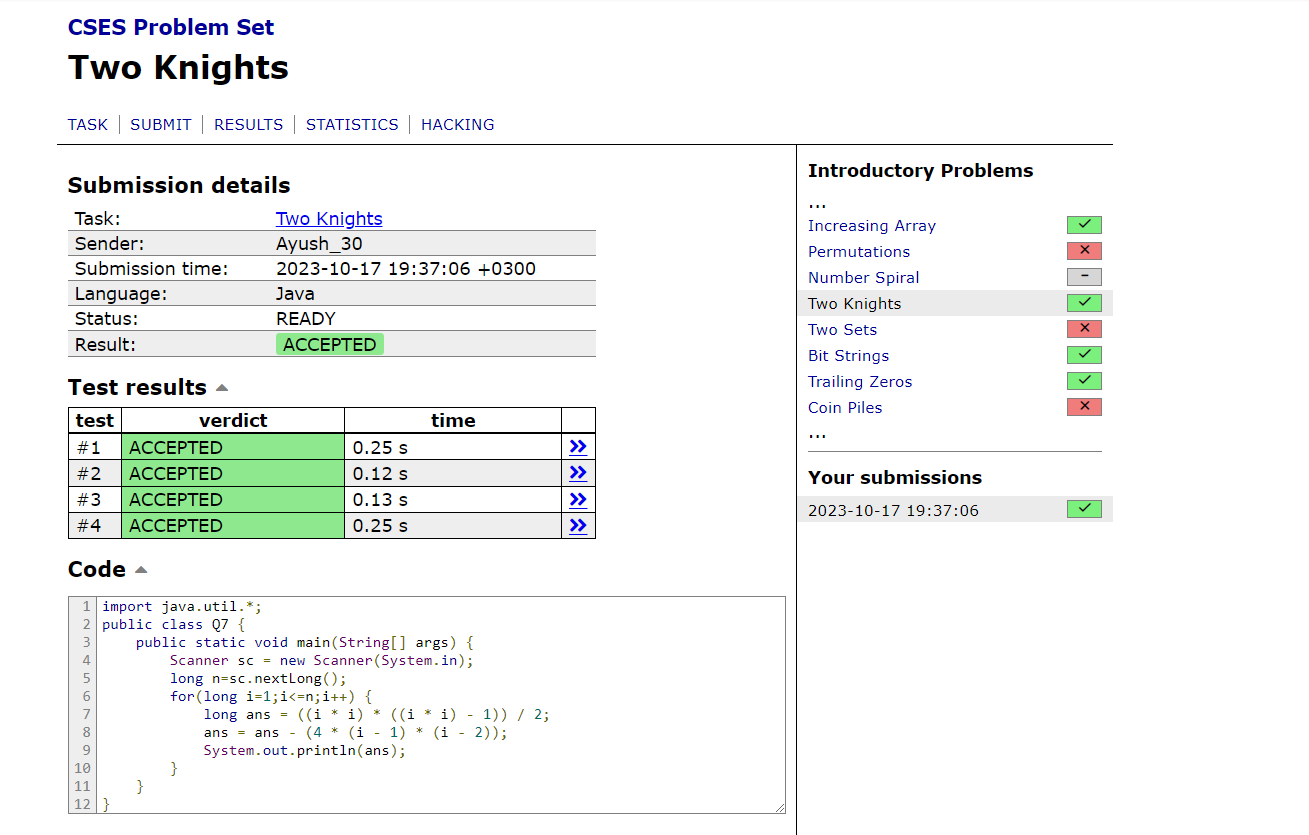 CSES Problem Set
Two Knights
TASK | SUBMIT | RESULTS | STATISTICS | HACKING
Submission details
Task: Two Knights
Sender: Ayush_30
Submission time: 2023-10-17 19:37:06 +0300
Language: Java
Status: READY
Result: ACCEPTED
Test results
test verdict time
#1 ACCEPTED 0.25 s »
#2 ACCEPTED 0.12 s »
#3 ACCEPTED 0.13 s »
#4 ACCEPTED 0.25 s »
Code
1 import java.util.*;
2 public class Q7 {
3     public static void main(String[] args) {
4         Scanner sc = new Scanner(System.in);
5         long n=sc.nextLong();
6         for(long i=1;i<=n;i++) {
7             long ans = ((i * i) * ((i * i) - 1)) / 2;
8             ans = ans - (4 * (i - 1) * (i - 2));
9             System.out.println(ans);
10         }
11     }
12 }
Introductory Problems
...
Increasing Array ✓
Permutations ✕
Number Spiral –
Two Knights ✓
Two Sets ✕
Bit Strings ✓
Trailing Zeros ✓
Coin Piles ✕
...
Your submissions
2023-10-17 19:37:06 ✓